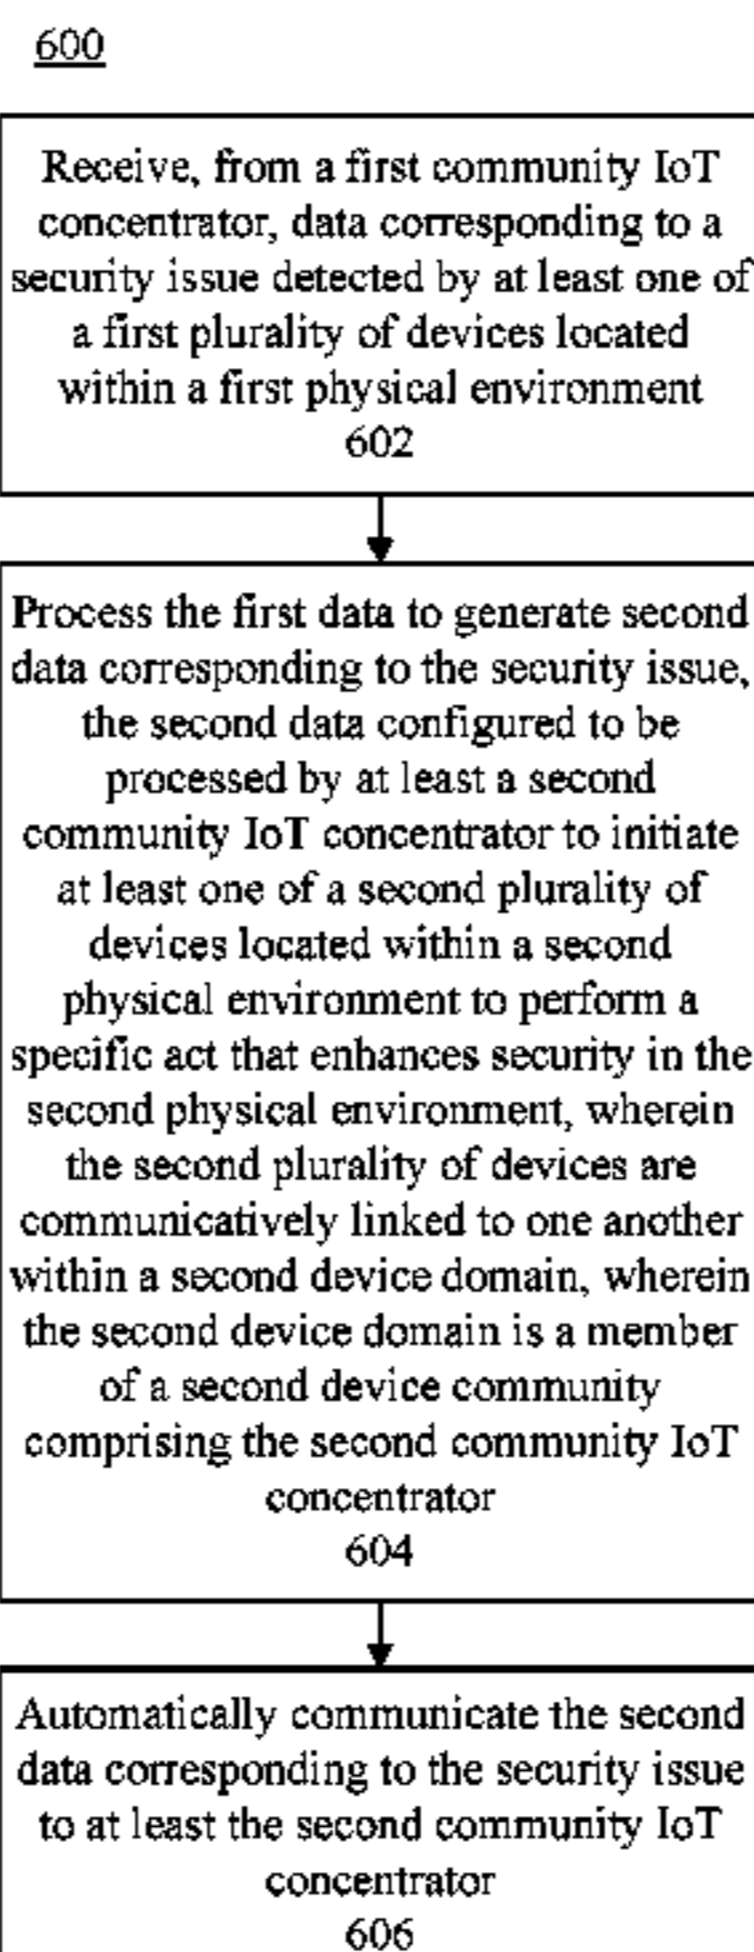 600
Receive, from a first community IoT
concentrator, data corresponding to a
security issue detected by at least one of
a first plurality of devices located
within a first physical environment
602
Process the first data to generate second
data corresponding to the security issue,
the second data configured to be
processed by at least a second
community IoT concentrator to initiate
at least one of a second plurality of
devices located within a second
physical environment to perform a
specific act that enhances security in the
second physical environment, wherein
the second plurality of devices are
communicatively linked to one another
within a second device domain, wherein
the second device domain is a member
of a second device community
comprising the second community IoT
concentrator
604
Automatically communicate the second
data corresponding to the security issue
to at least the second community IoT
concentrator
606